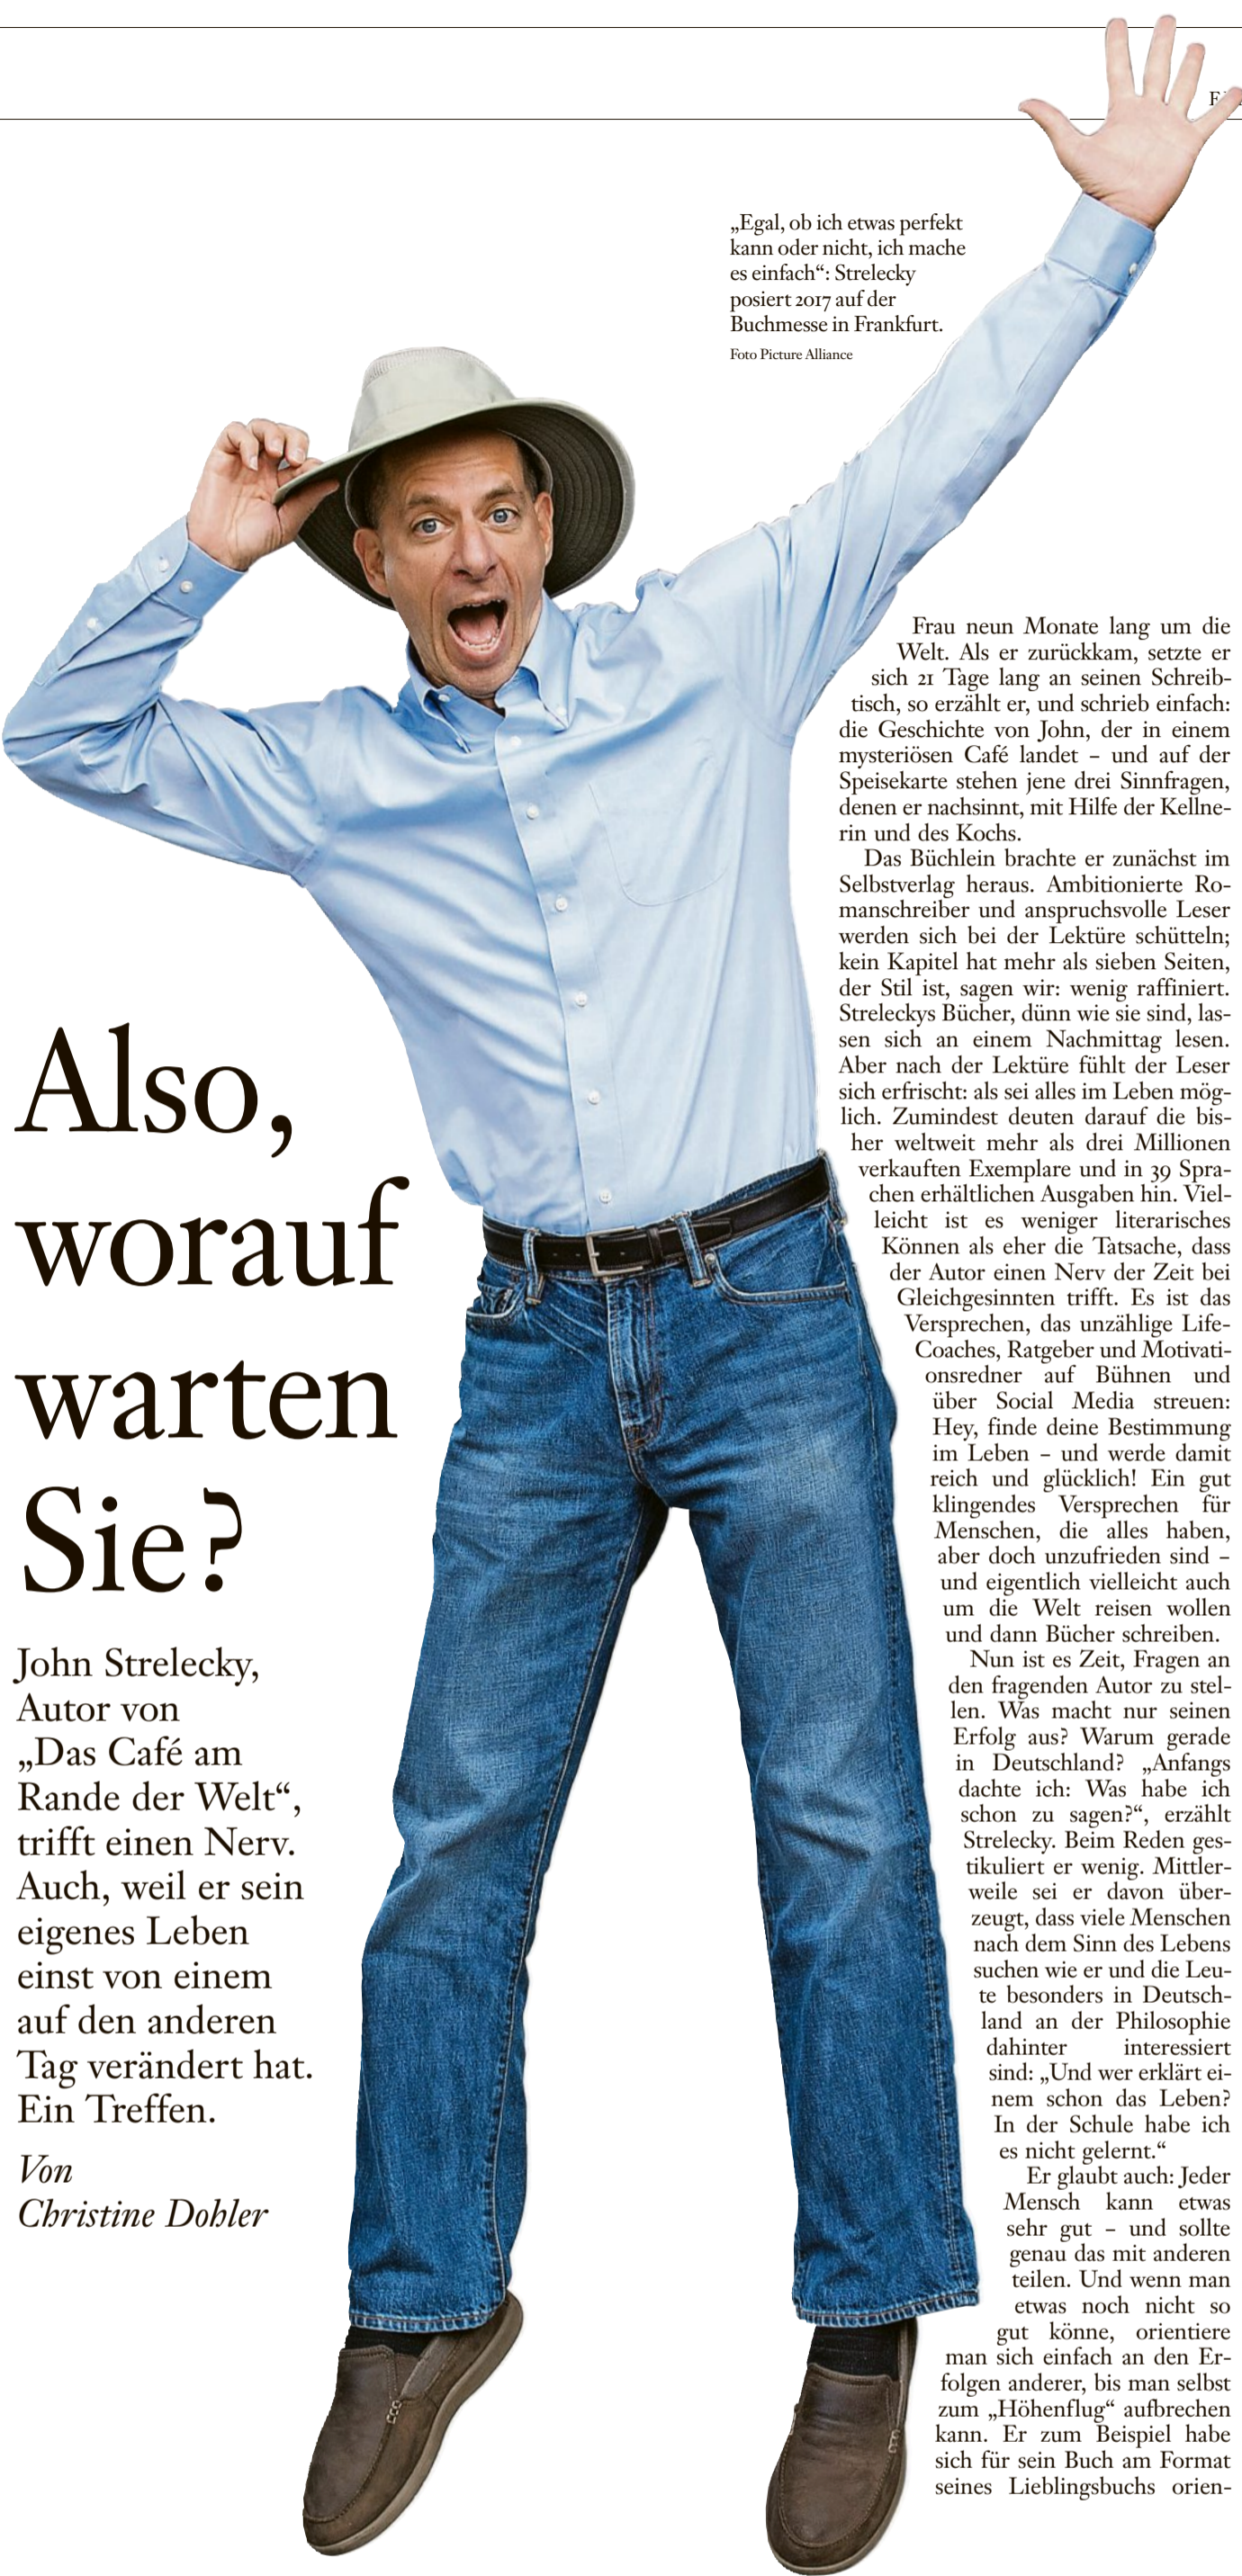 „Egal, ob ich etwas perfekt
kann oder nicht, ich mache
es einfach“: Strelecky
posiert 2017 auf der
Buchmesse in Frankfurt.
Foto Picture Alliance
Also,
worauf
warten
Sie?
John Strelecky,
Autor von
„Das Café am
Rande der Welt“,
trifft einen Nerv.
Auch, weil er sein
eigenes Leben
einst von einem
auf den anderen
Tag verändert hat.
Ein Treffen.
Von
Christine Dohler
Frau neun Monate lang um die
Welt. Als er zurückkam, setzte er
sich 21 Tage lang an seinen Schreib-
tisch, so erzählt er, und schrieb einfach:
die Geschichte von John, der in einem
mysteriösen Café landet – und auf der
Speisekarte stehen jene drei Sinnfragen,
denen er nachsinnt, mit Hilfe der Kellne-
rin und des Kochs.
Das Büchlein brachte er zunächst im
Selbstverlag heraus. Ambitionierte Ro-
manschreiber und anspruchsvolle Leser
werden sich bei der Lektüre schütteln;
kein Kapitel hat mehr als sieben Seiten,
der Stil ist, sagen wir: wenig raffiniert.
Streleckys Bücher, dünn wie sie sind, las-
sen sich an einem Nachmittag lesen.
Aber nach der Lektüre fühlt der Leser
sich erfrischt: als sei alles im Leben mög-
lich. Zumindest deuten darauf die bis-
her weltweit mehr als drei Millionen
verkauften Exemplare und in 39 Spra-
chen erhältlichen Ausgaben hin. Viel-
leicht ist es weniger literarisches
Können als eher die Tatsache, dass
der Autor einen Nerv der Zeit bei
Gleichgesinnten trifft. Es ist das
Versprechen, das unzählige Life-
Coaches, Ratgeber und Motivati-
onsredner auf Bühnen und
über Social Media streuen:
Hey, finde deine Bestimmung
im Leben – und werde damit
reich und glücklich! Ein gut
klingendes Versprechen für
Menschen, die alles haben,
aber doch unzufrieden sind –
und eigentlich vielleicht auch
um die Welt reisen wollen
und dann Bücher schreiben.
Nun ist es Zeit, Fragen an
den fragenden Autor zu stel-
len. Was macht nur seinen
Erfolg aus? Warum gerade
in Deutschland? „Anfangs
dachte ich: Was habe ich
schon zu sagen?“, erzählt
Strelecky. Beim Reden ges-
tikuliert er wenig. Mittler-
weile sei er davon über-
zeugt, dass viele Menschen
nach dem Sinn des Lebens
suchen wie er und die Leu-
te besonders in Deutsch-
land an der Philosophie
dahinter interessiert
sind: „Und wer erklärt ei-
nem schon das Leben?
In der Schule habe ich
es nicht gelernt.“
Er glaubt auch: Jeder
Mensch kann etwas
sehr gut – und sollte
genau das mit anderen
teilen. Und wenn man
etwas noch nicht so
gut könne, orientiere
man sich einfach an den Er-
folgen anderer, bis man selbst
zum „Höhenflug“ aufbrechen
kann. Er zum Beispiel habe
sich für sein Buch am Format
seines Lieblingsbuchs orien-